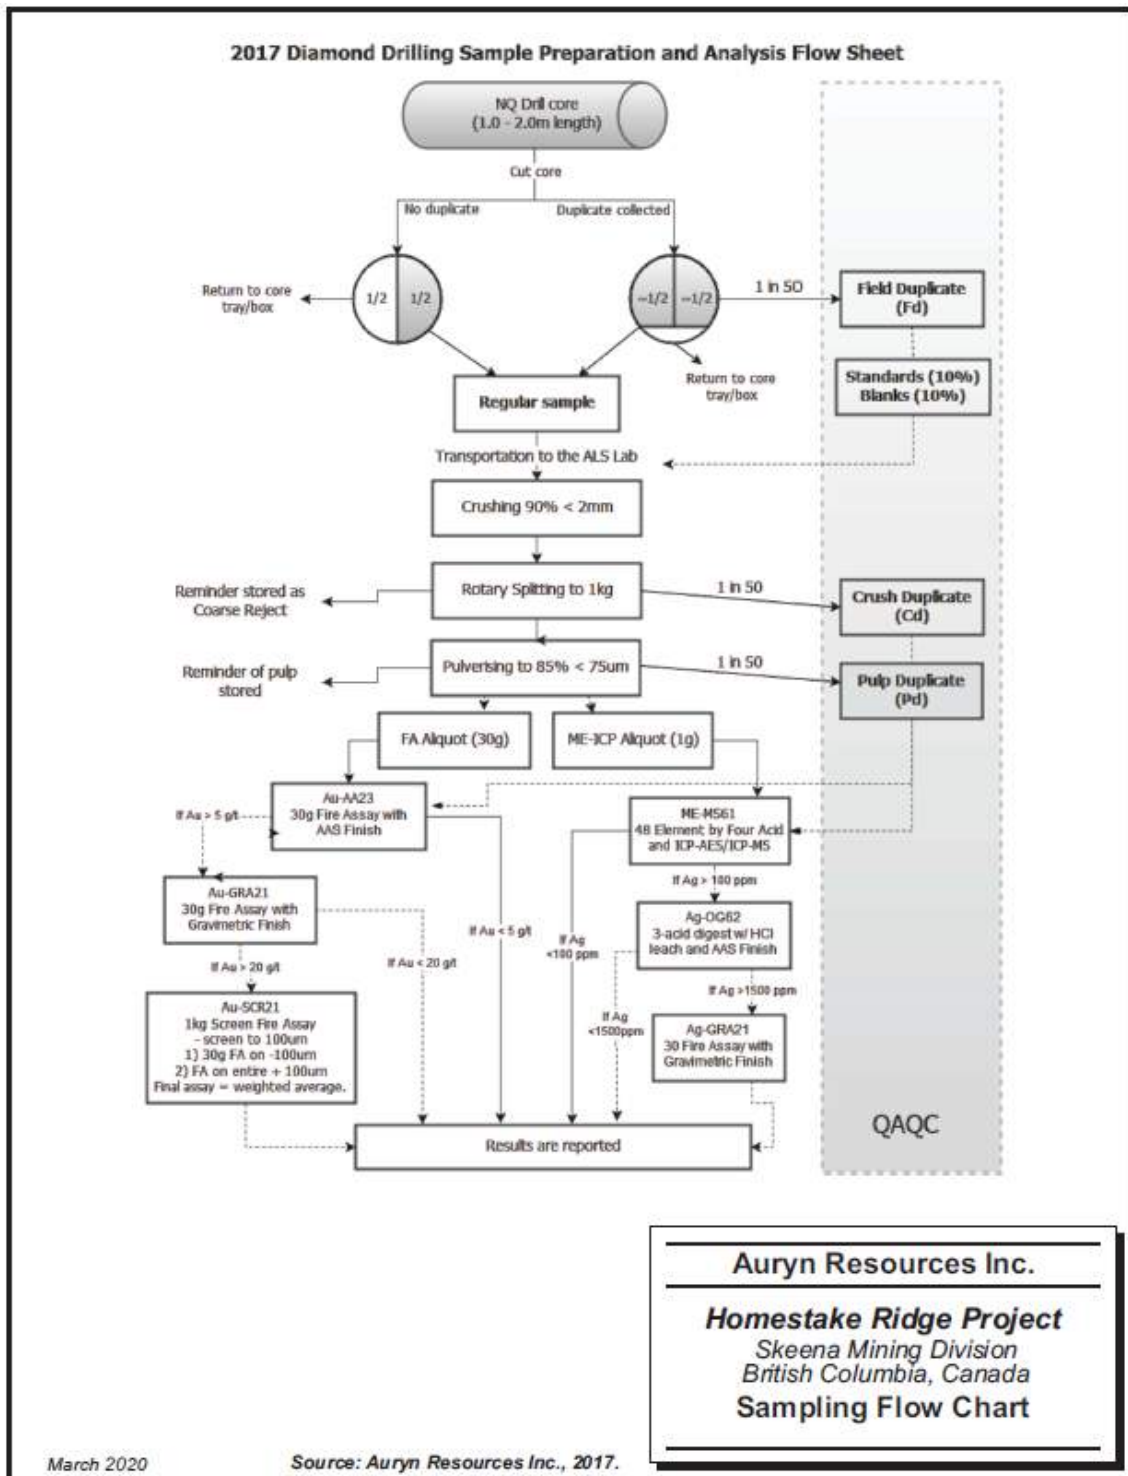 2017 Diamond Drilling Sample Preparation and Analysis Flow Sheet
NQ Drill core
(1.0 - 2.0m length)
Cut core
No duplicate
Duplicate collected
Return to core
tray/box
1/2
1/2
~1/2
~1/2
1 in 50
Field Duplicate
(Fd)
Return to core
tray/box
Standards (10%)
Blanks (10%)
Regular sample
Transportation to the ALS Lab
Crushing 90% < 2mm
Reminder stored as
Coarse Reject
Rotary Splitting to 1kg
1 in 50
Crush Duplicate
(Cd)
Reminder of pulp
stored
Pulverising to 85% < 75um
1 in 50
Pulp Duplicate
(Pd)
FA Aliquot (30g)
ME-ICP Aliquot (1g)
If Au > 5 g/t
Au-AA23
30g Fire Assay with
AAS Finish
ME-MS61
48 Element by Four Acid
and ICP-AES/ICP-MS
If Ag > 100 ppm
Au-GRA21
30g Fire Assay with
Gravimetric Finish
Ag-OG62
3-acid digest w/ HCl
leach and AAS Finish
If Au < 5 g/t
If Ag
<100 ppm
If Au < 20 g/t
If Au > 20 g/t
If Ag >1500 ppm
Au-SCR21
1kg Screen Fire Assay
- screen to 100um
1) 30g FA on -100um
2) FA on entire + 100um
Final assay = weighted average.
If Ag
<1500ppm
Ag-GRA21
30 Fire Assay with
Gravimetric Finish
Results are reported
QAQC
Auryn Resources Inc.
Homestake Ridge Project
Skeena Mining Division
British Columbia, Canada
Sampling Flow Chart
March 2020
Source: Auryn Resources Inc., 2017.